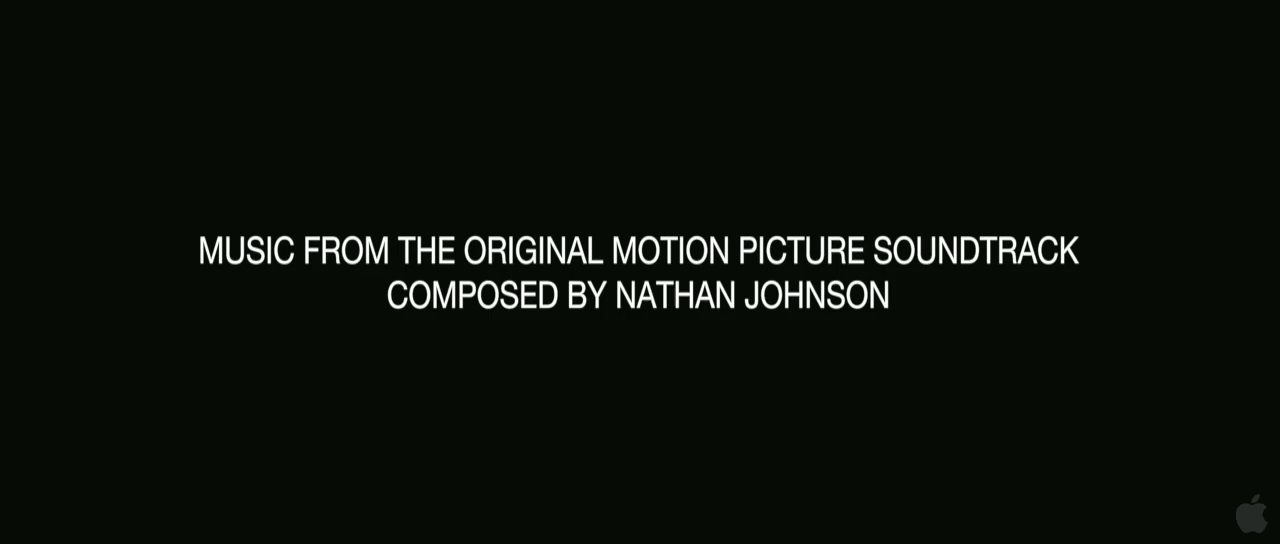 MUSIC FROM THE ORIGINAL MOTION PICTURE SOUNDTRACK
COMPOSED BY NATHAN JOHNSON